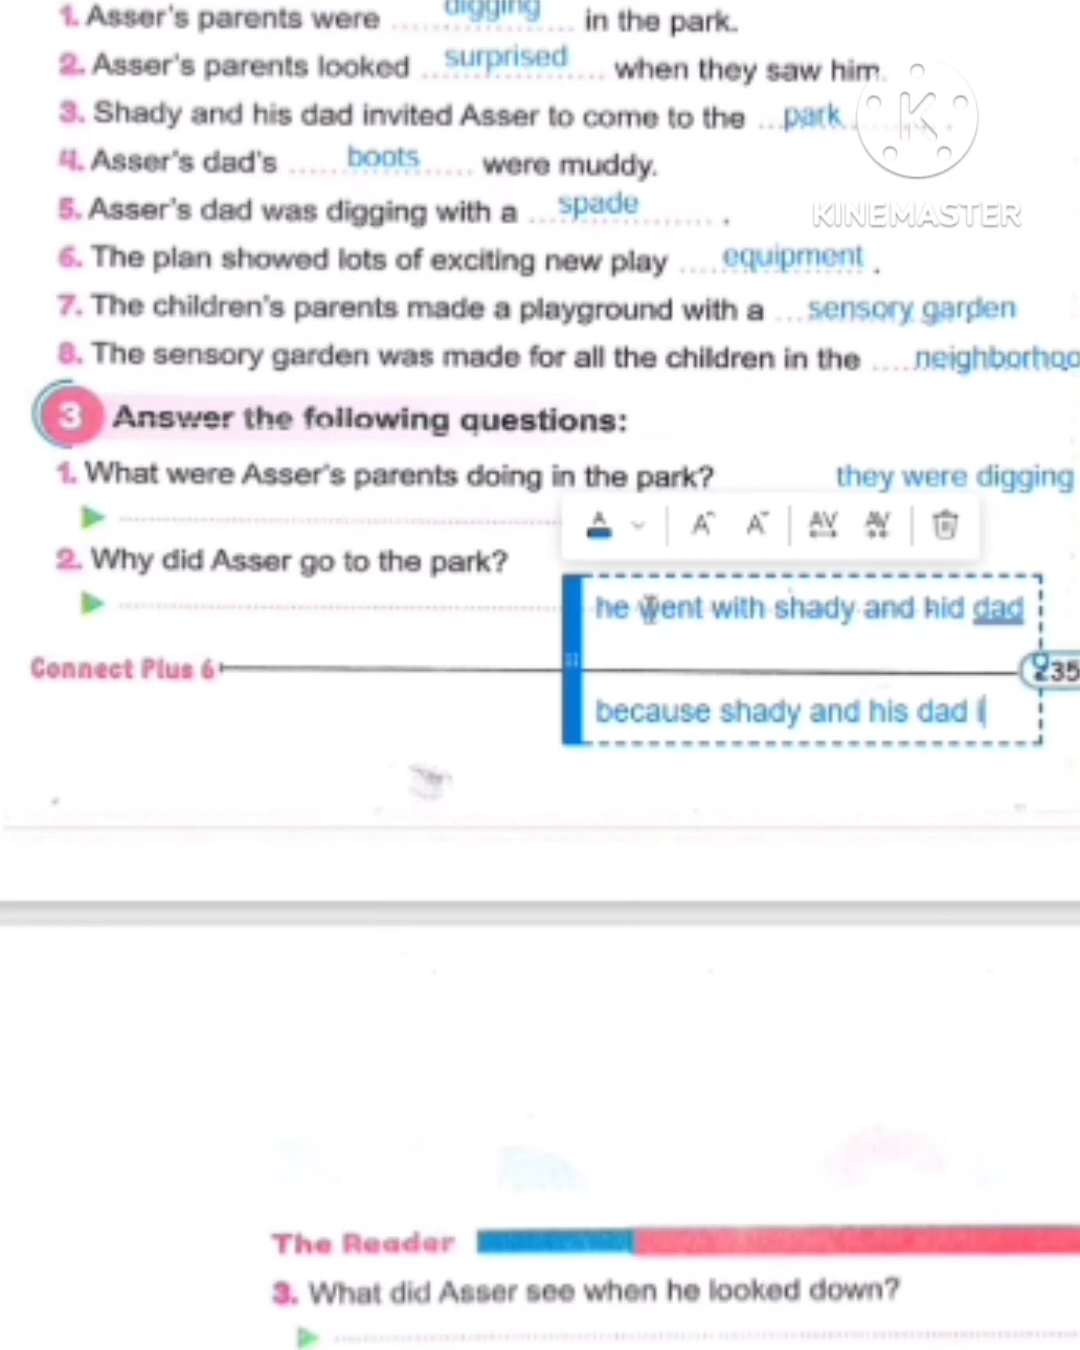 1. Asser's parents were ... digging ... in the park.
2. Asser's parents looked ... surprised ... when they saw him.
3. Shady and his dad invited Asser to come to the ... park ... .
4. Asser's dad's ..... boots ..... were muddy.
5. Asser's dad was digging with a ... spade ... .
6. The plan showed lots of exciting new play .... equipment .
7. The children's parents made a playground with a ... sensory garden
8. The sensory garden was made for all the children in the .... neighborhoo
3 Answer the following questions:
1. What were Asser's parents doing in the park? they were digging
2. Why did Asser go to the park?
he went with shady and hid dad
Connect Plus 6 235
because shady and his dad i
The Reader
3. What did Asser see when he looked down?
K
KINEMASTER